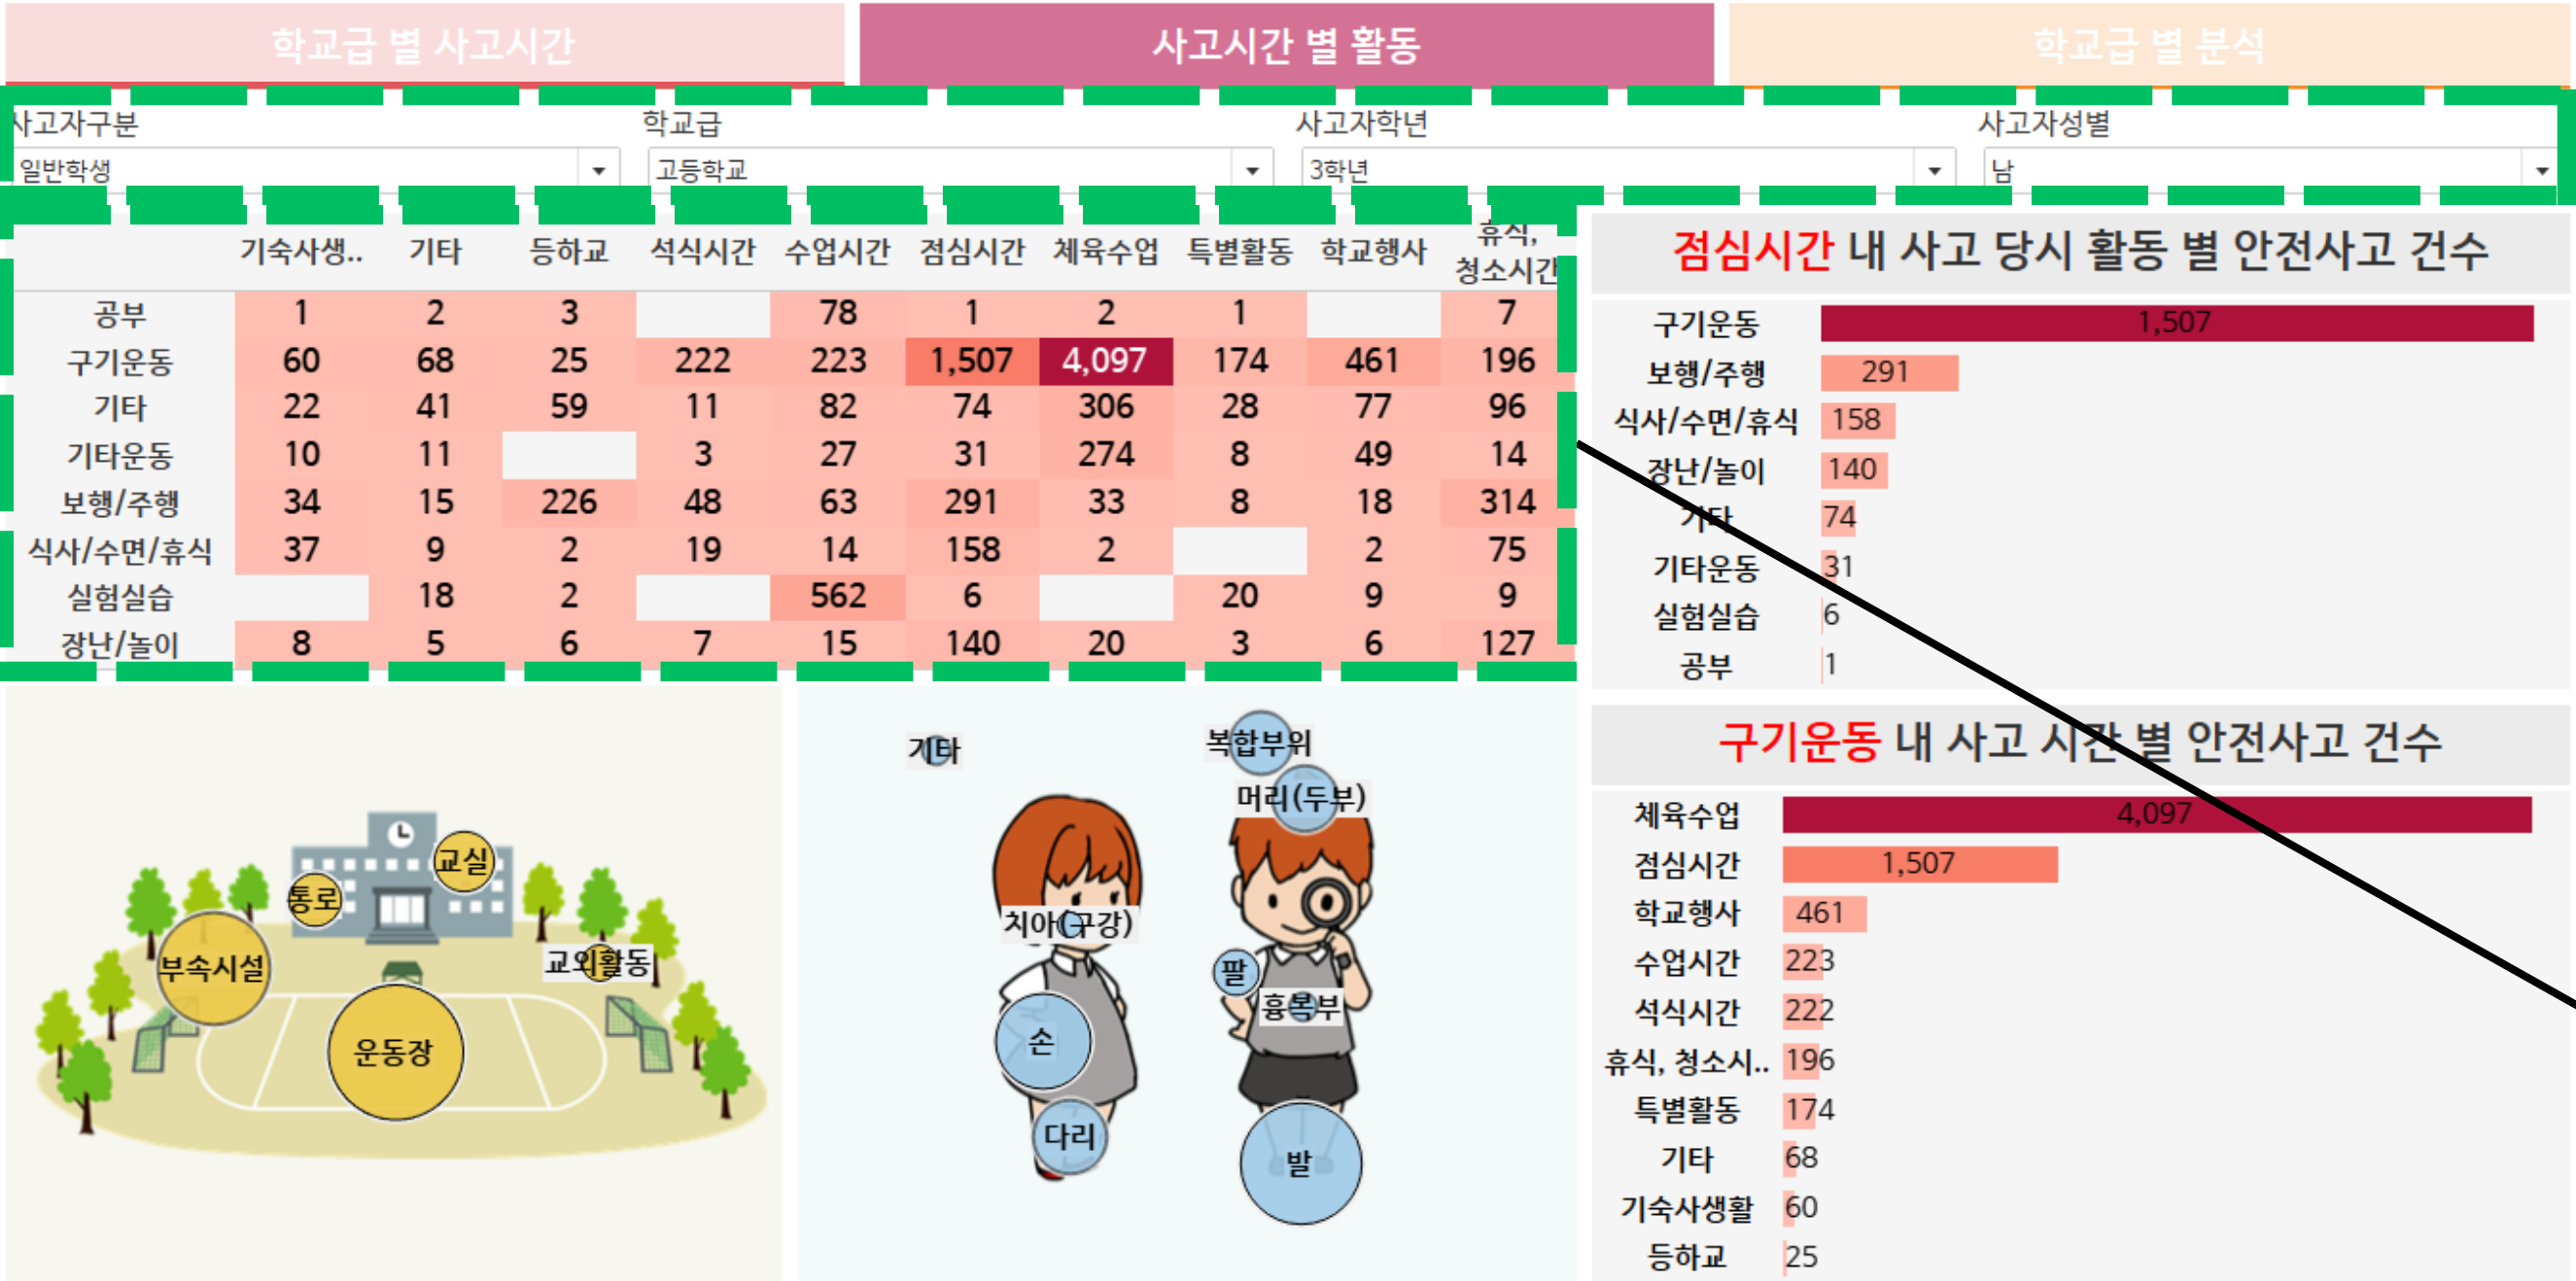 학교급 별 사고시간 사고시간 별 활동 학교급 별 분석
사고자구분 학교급 사고자학년 사고자성별
일반학생 고등학교 3학년 남
기숙사생.. 기타 등하교 석식시간 수업시간 점심시간 체육수업 특별활동 학교행사 휴식,
청소시간
공부 1 2 3 78 1 2 1 7
구기운동 60 68 25 222 223 1,507 4,097 174 461 196
기타 22 41 59 11 82 74 306 28 77 96
기타운동 10 11 3 27 31 274 8 49 14
보행/주행 34 15 226 48 63 291 33 8 18 314
식사/수면/휴식 37 9 2 19 14 158 2 2 75
실험실습 18 2 562 6 20 9 9
장난/놀이 8 5 6 7 15 140 20 3 6 127
점심시간 내 사고 당시 활동 별 안전사고 건수
구기운동 1,507
보행/주행 291
식사/수면/휴식 158
장난/놀이 140
기타 74
기타운동 31
실험실습 6
공부 1
교실
통로
부속시설
교외활동
운동장
기타
복합부위
머리(두부)
치아(구강)
팔
흉복부
손
다리
발
구기운동 내 사고 시간 별 안전사고 건수
체육수업 4,097
점심시간 1,507
학교행사 461
수업시간 223
석식시간 222
휴식, 청소시.. 196
특별활동 174
기타 68
기숙사생활 60
등하교 25